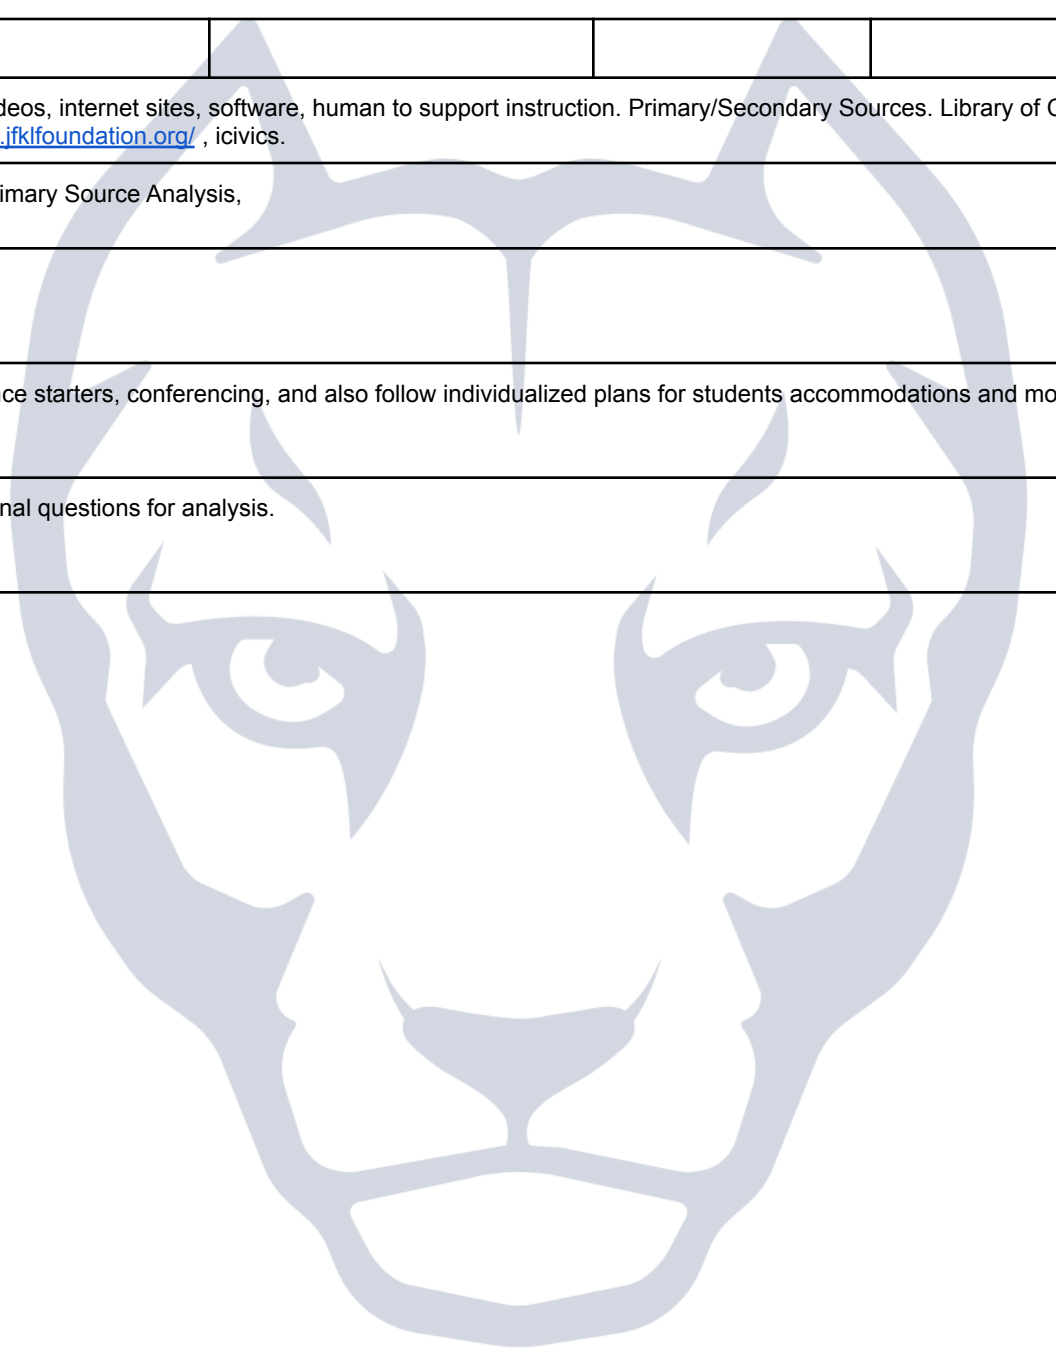 deos, internet sites, software, human to support instruction. Primary/Secondary Sources. Library of
.jfklfoundation.org/ , icivics.
imary Source Analysis,
ce starters, conferencing, and also follow individualized plans for students accommodations and mo
nal questions for analysis.